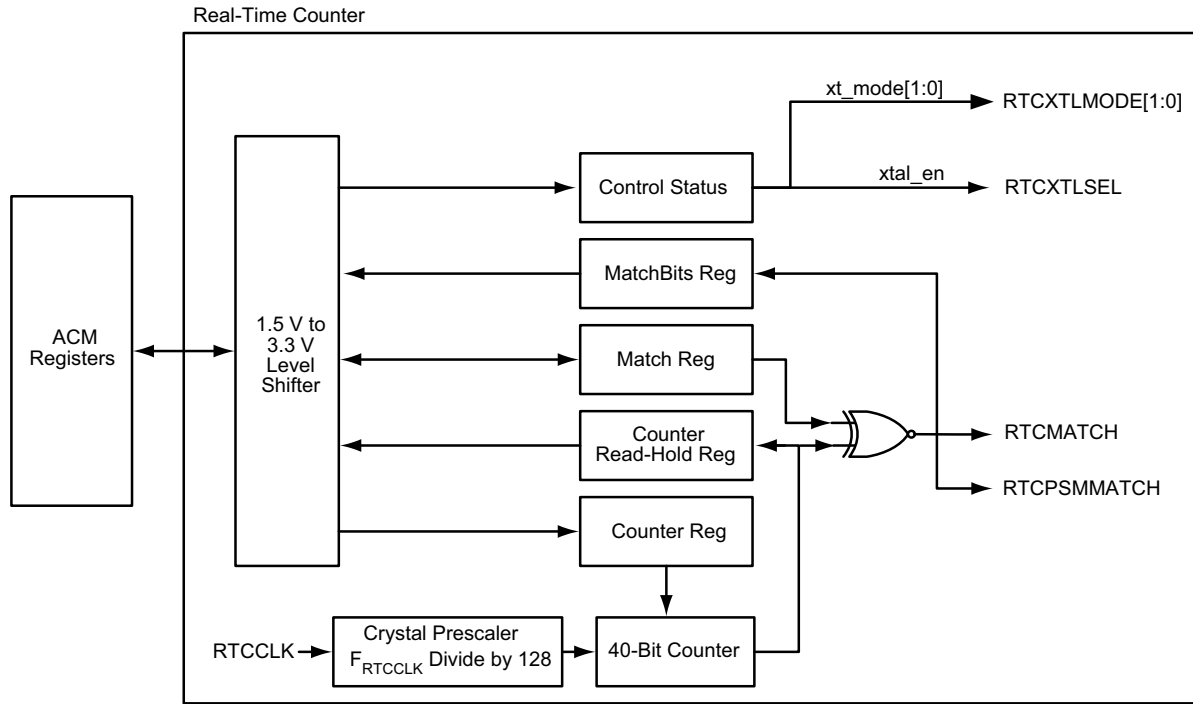 Real-Time Counter
xt_mode[1:0]
RTCXTLMODE[1:0]
Control Status
xtal_en
RTCXTLSEL
MatchBits Reg
ACM
Registers
1.5 V to
3.3 V
Level
Shifter
Match Reg
Counter
Read-Hold Reg
RTCMATCH
RTCPSMMATCH
Counter Reg
RTCCLK
Crystal Prescaler
FRTCCLK Divide by 128
40-Bit Counter